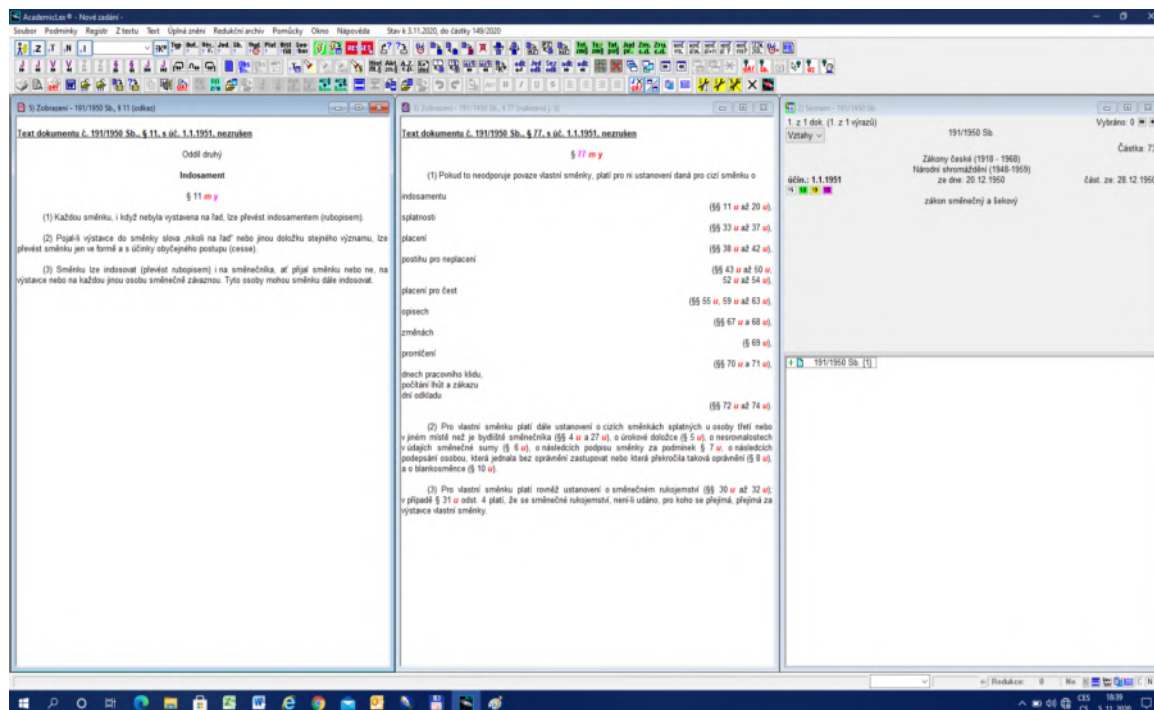 AcademicLex® - Nové zadání -
Soubor Podmínky Registr Z textu Text Úplná znění Redukční archiv Pomůcky Okno Nápověda Stav k 3.11.2020, do částky 149/2020
3) Zobrazení - 191/1950 Sb., § 11 (odkaz)
Text dokumentu č. 191/1950 Sb., § 11, s úč. 1.1.1951, nezrušen
Oddíl druhý
Indosament
§ 11 m y
(1) Každou směnku, i když nebyla vystavena na řad, lze převést indosamentem (rubopisem).
(2) Pojal-li výstavce do směnky slova „nikoli na řad" nebo jinou doložku stejného významu, lze
převést směnku jen ve formě a s účinky obyčejného postupu (cesse).
(3) Směnku lze indosovat (převést rubopisem) i na směnečníka, ať přijal směnku nebo ne, na
výstavce nebo na každou jinou osobu směnečně závaznou. Tyto osoby mohou směnku dále indosovat.
Text dokumentu č. 191/1950 Sb., § 77, s úč. 1.1.1951, nezrušen
§ 77 m y
(1) Pokud to neodporuje povaze vlastní směnky, platí pro ni ustanovení daná pro cizí směnku o
indosamentu
(§§ 11 u až 20 u),
splatnosti
(§§ 33 u až 37 u),
placení
(§§ 38 u až 42 u),
postihu pro neplacení
(§§ 43 u až 50 u,
52 u až 54 u),
placení pro čest
(§§ 55 u, 59 u až 63 u),
opisech
(§§ 67 u a 68 u),
změnách
(§ 69 u),
promlčení
(§§ 70 u a 71 u),
dnech pracovního klidu,
počítání lhůt a zákazu
dní odkladu
(§§ 72 u až 74 u).
(2) Pro vlastní směnku platí dále ustanovení o cizích směnkách splatných u osoby třetí nebo
v jiném místě než je bydliště směnečníka (§§ 4 u a 27 u), o úrokové doložce (§ 5 u), o nesrovnalostech
v údajích směnečné sumy (§ 6 u), o následcích podpisu směnky za podmínek § 7 u, o následcích
podepsání osobou, která jednala bez oprávnění zastupovat nebo která překročila taková oprávnění (§ 8 u),
a o blankosměnce (§ 10 u).
(3) Pro vlastní směnku platí rovněž ustanovení o směnečném rukojemství (§§ 30 u až 32 u);
v případě § 31 u odst. 4 platí, že se směnečné rukojemství, není-li udáno, pro koho se přejímá, přejímá za
výstavce vlastní směnky.
2) Seznam - 191/1950 Sb.
1. z 1 dok. (1. z 1 výrazů) Vybráno: 0
Vztahy 191/1950 Sb.
Zákony české (1918 - 1968)
Národní shromáždění (1948-1959)
účin.: 1.1.1951 ze dne: 20.12.1950 část. ze: 28.12.1950
zákon směnečný a šekový
191/1950 Sb. (1)
Redukce: 0 Ne
CES 18:39
CS 5.11.2020